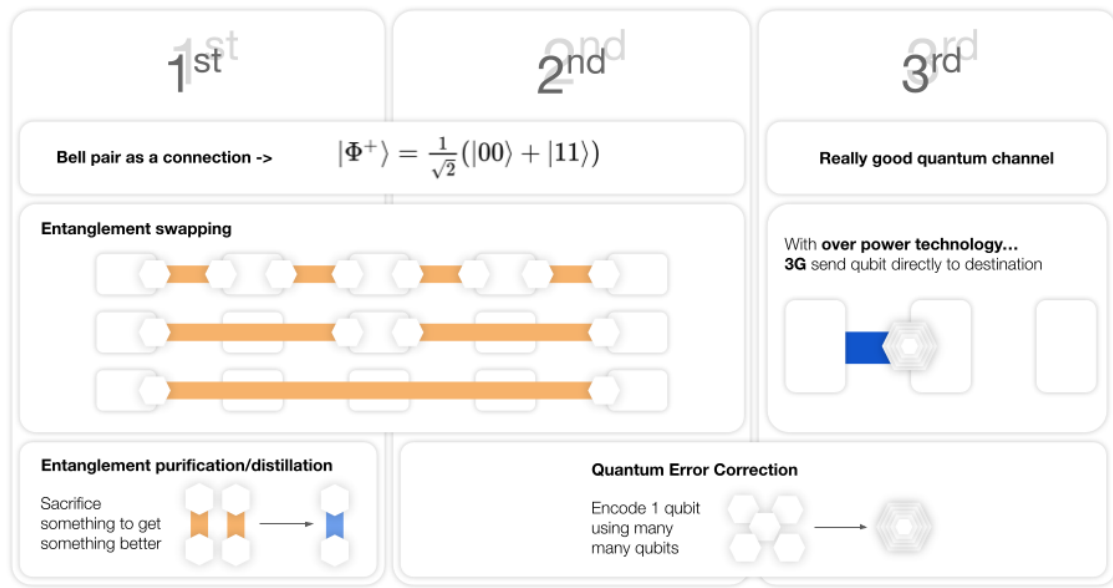 1st
2nd
3rd
Bell pair as a connection -> |Φ⁺⟩ = 1/√2 (|00⟩ + |11⟩)
Really good quantum channel
Entanglement swapping
With over power technology...
3G send qubit directly to destination
Entanglement purification/distillation
Sacrifice
something to get
something better
Quantum Error Correction
Encode 1 qubit
using many
many qubits